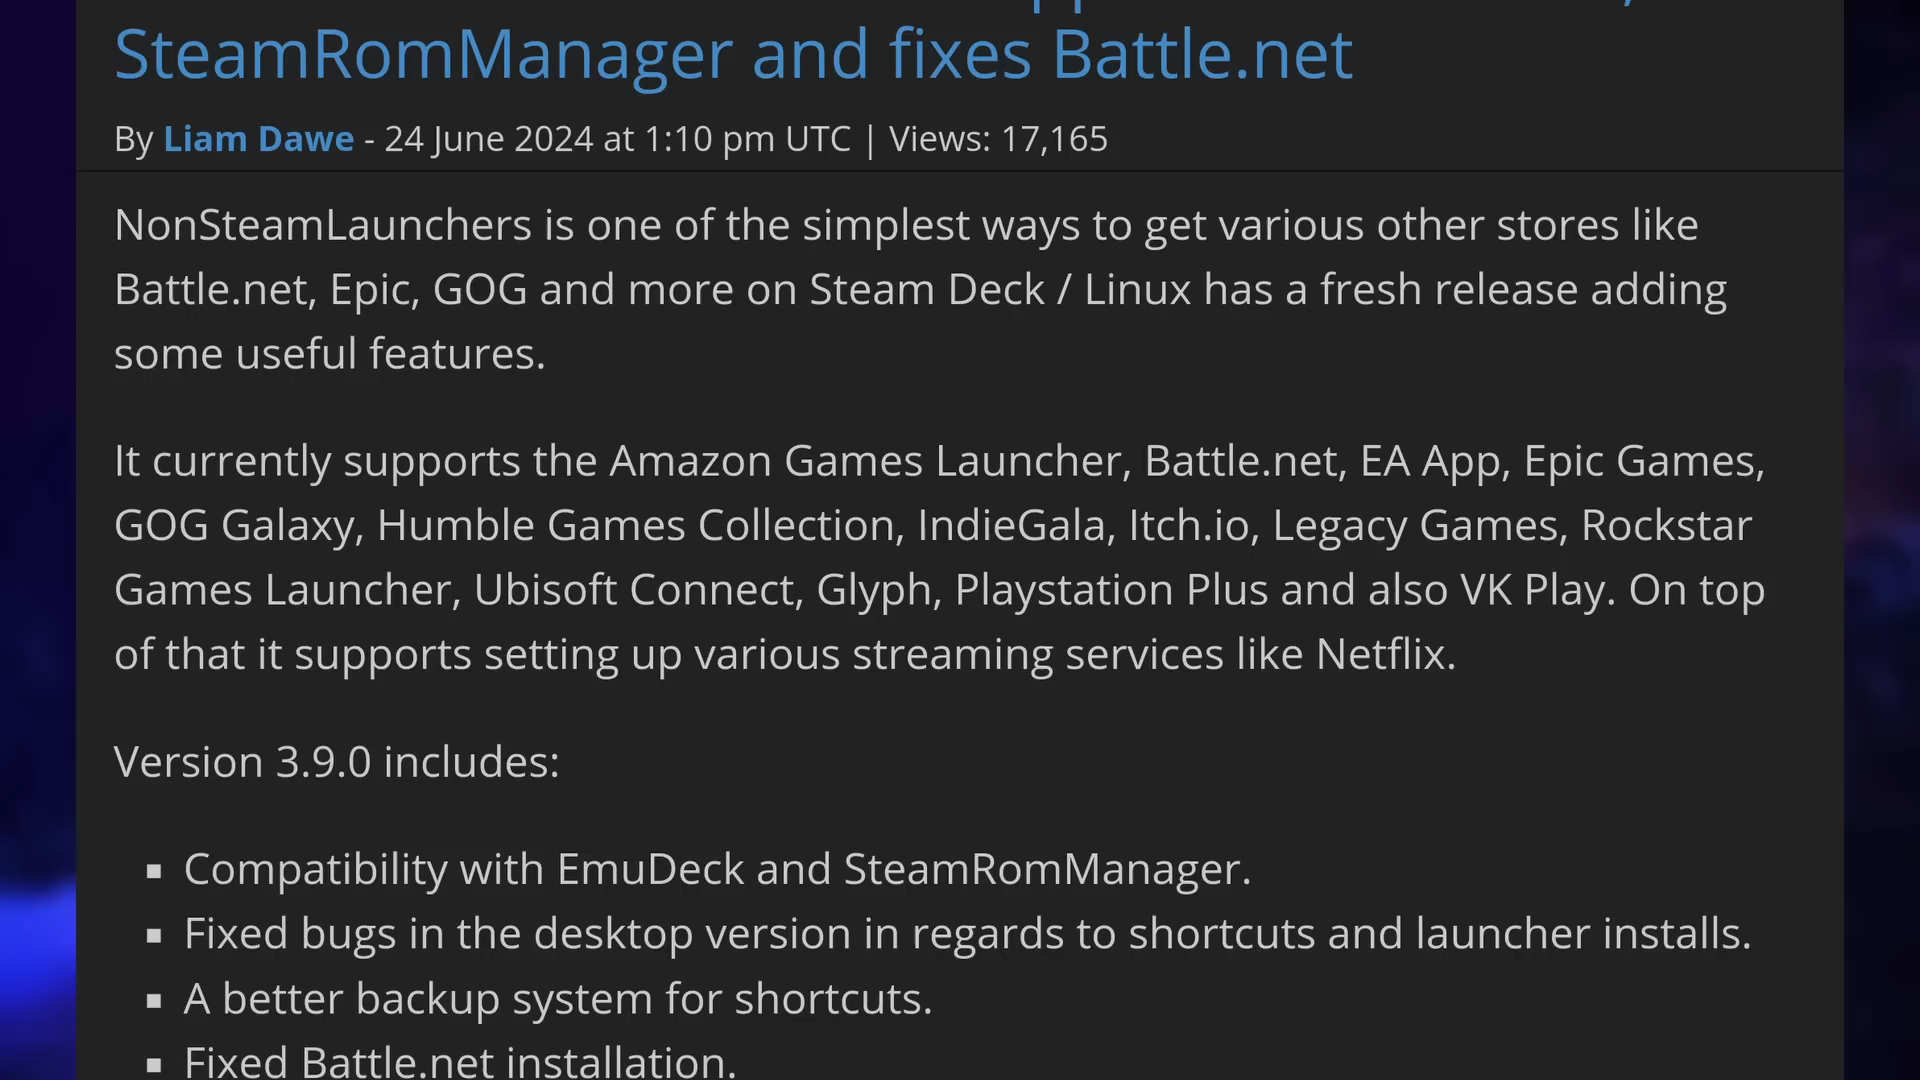 SteamRomManager and fixes Battle.net
By Liam Dawe - 24 June 2024 at 1:10 pm UTC | Views: 17,165
NonSteamLaunchers is one of the simplest ways to get various other stores like
Battle.net, Epic, GOG and more on Steam Deck / Linux has a fresh release adding
some useful features.
It currently supports the Amazon Games Launcher, Battle.net, EA App, Epic Games,
GOG Galaxy, Humble Games Collection, IndieGala, Itch.io, Legacy Games, Rockstar
Games Launcher, Ubisoft Connect, Glyph, Playstation Plus and also VK Play. On top
of that it supports setting up various streaming services like Netflix.
Version 3.9.0 includes:
▪ Compatibility with EmuDeck and SteamRomManager.
▪ Fixed bugs in the desktop version in regards to shortcuts and launcher installs.
▪ A better backup system for shortcuts.
▪ Fixed Battle.net installation.